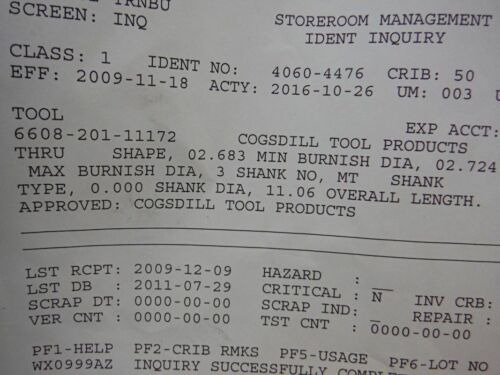 TRNBU
SCREEN: INQ STOREROOM MANAGEMENT
IDENT INQUIRY
CLASS: 1 IDENT NO: 4060-4476 CRIB: 50
EFF: 2009-11-18 ACTY: 2016-10-26 UM: 003
TOOL EXP ACCT:
6608-201-11172 COGSDILL TOOL PRODUCTS
THRU SHAPE, 02.683 MIN BURNISH DIA, 02.724
MAX BURNISH DIA, 3 SHANK NO, MT SHANK
TYPE, 0.000 SHANK DIA, 11.06 OVERALL LENGTH.
APPROVED: COGSDILL TOOL PRODUCTS
LST RCPT: 2009-12-09 HAZARD : _
LST DB : 2011-07-29 CRITICAL : N INV CRB:
SCRAP DT: 0000-00-00 SCRAP IND: _ REPAIR :
VER CNT : 0000-00-00 TST CNT : 0000-00-00
PF1-HELP PF2-CRIB RMKS PF5-USAGE PF6-LOT NO
WX0999AZ INQUIRY SUCCESSFULLY